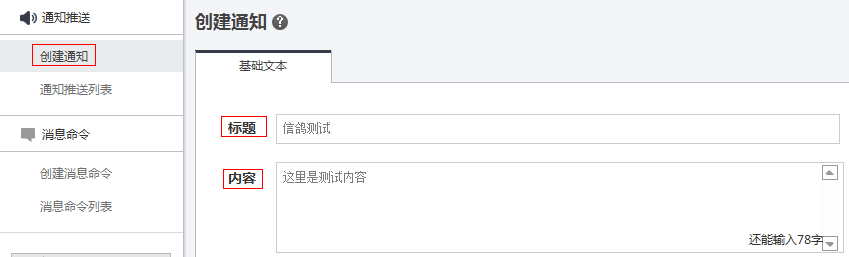 通知推送
创建通知
通知推送列表
消息命令
创建消息命令
消息命令列表
创建通知 ?
基础文本
标题
信鸽测试
内容
这里是测试内容
还能输入78字